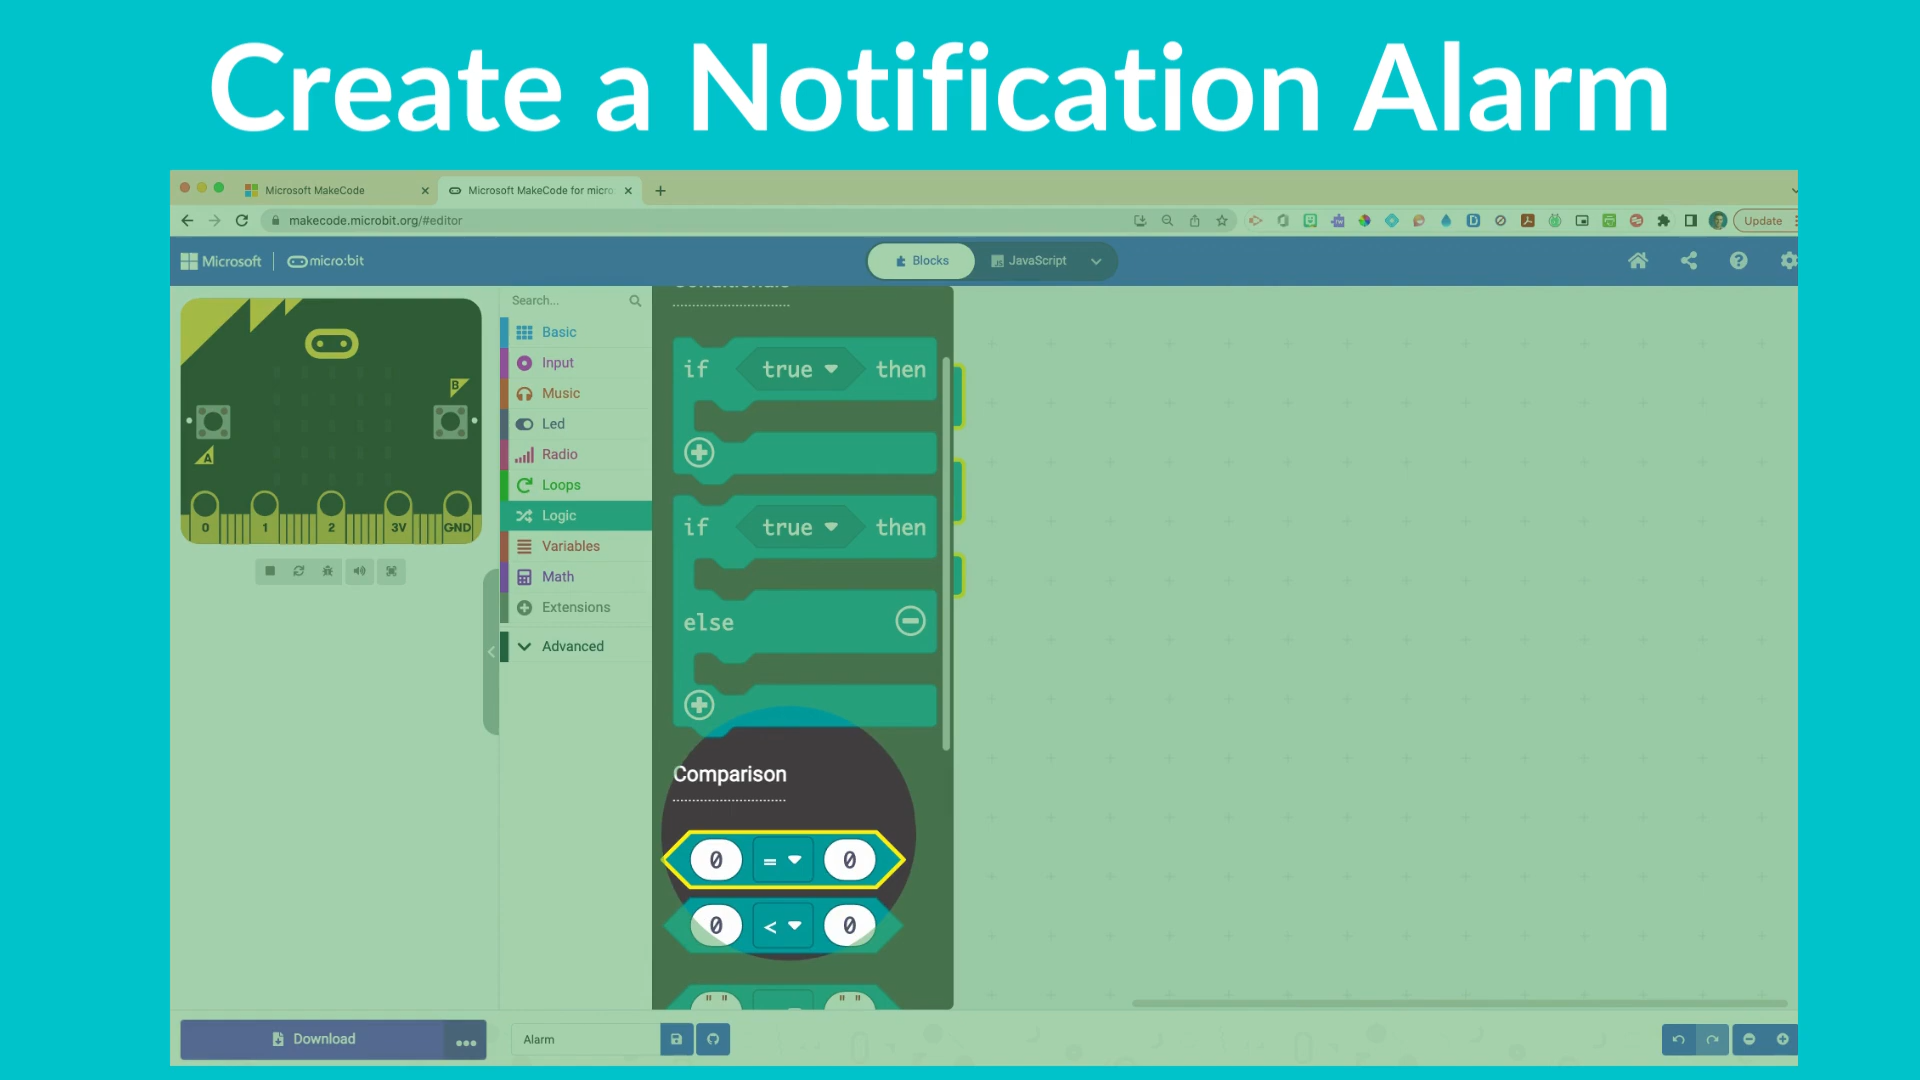 Create a Notification Alarm
Microsoft MakeCode
Microsoft MakeCode for micro
makecode.microbit.org/#editor
Update
Microsoft
micro:bit
Blocks
JavaScript
Search...
Conditionals
Basic
Input
Music
Led
Radio
Loops
Logic
Variables
Math
Extensions
Advanced
B
A
0 1 2 3V GND
if true then
if true then
else
Comparison
0 = 0
0 < 0
" " " "
Download
Alarm